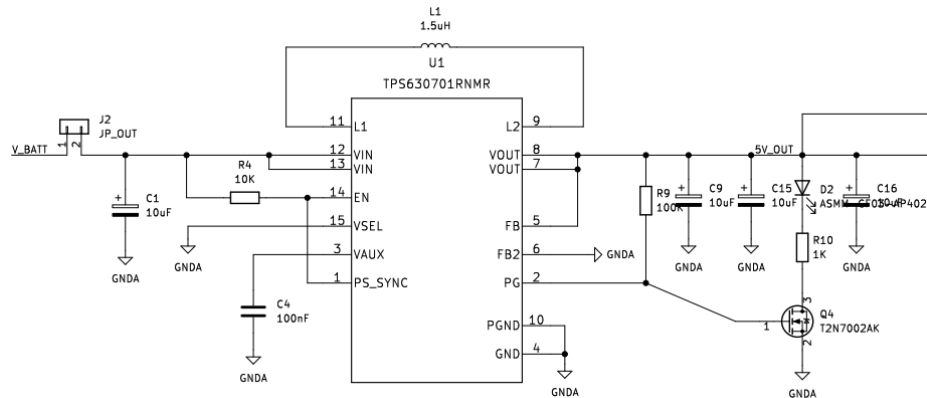 L1
1.5uH
U1
TPS630701RNMR
J2
JP_OUT
V_BATT
1
2
11
L1
L2
9
12
VIN
VOUT
8
5V_OUT
13
VIN
VOUT
7
R4
10K
14
EN
C1
10uF
R9
100K
C9
10uF
C15
10uF
D2
C16
10uF
15
VSEL
FB
5
R10
1K
GNDA
GNDA
3
VAUX
FB2
6
GNDA
GNDA
GNDA
GNDA
1
PS_SYNC
PG
2
C4
100nF
3
Q4
T2N7002AK
1
2
PGND
10
GND
4
GNDA
GNDA
GNDA